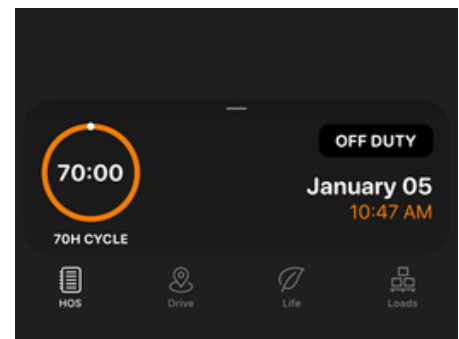 70:00
70H CYCLE
OFF DUTY
January 05
10:47 AM
HOS
Drive
Life
Loads